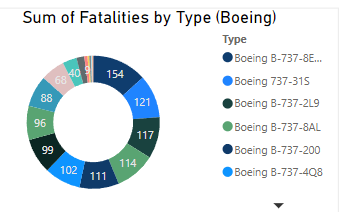 Sum of Fatalities by Type (Boeing)
Type
Boeing B-737-8E...
Boeing 737-31S
Boeing B-737-2L9
Boeing B-737-8AL
Boeing B-737-200
Boeing B-737-4Q8
154
121
117
114
111
102
99
96
88
68
40
9